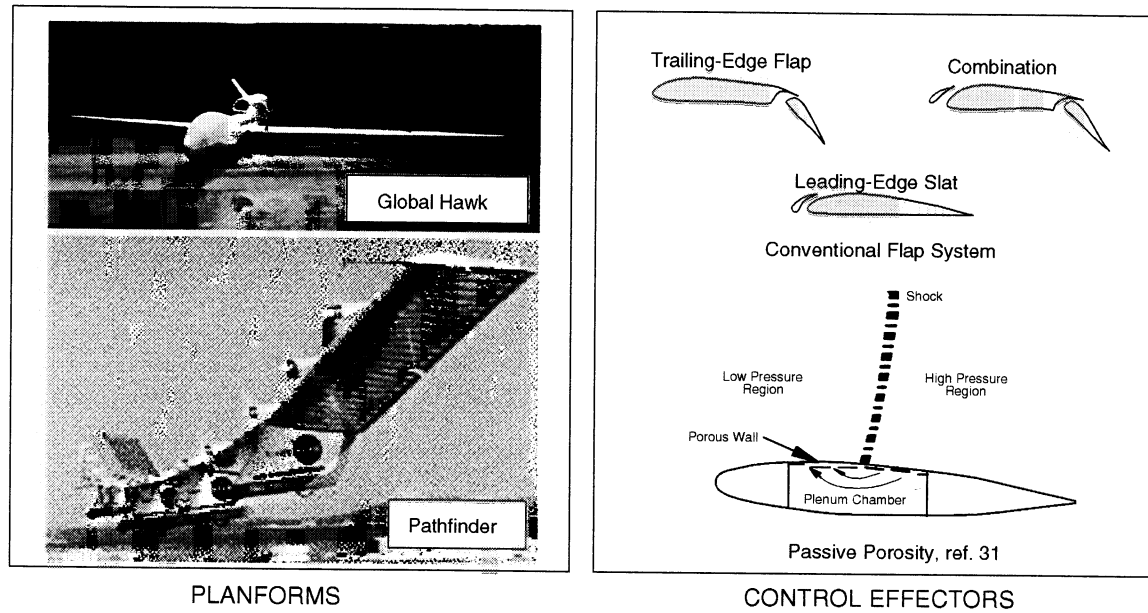 Global Hawk
Pathfinder
PLANFORMS
Trailing-Edge Flap
Combination
Leading-Edge Slat
Conventional Flap System
Shock
Low Pressure
Region
High Pressure
Region
Porous Wall
Plenum Chamber
Passive Porosity, ref. 31
CONTROL EFFECTORS